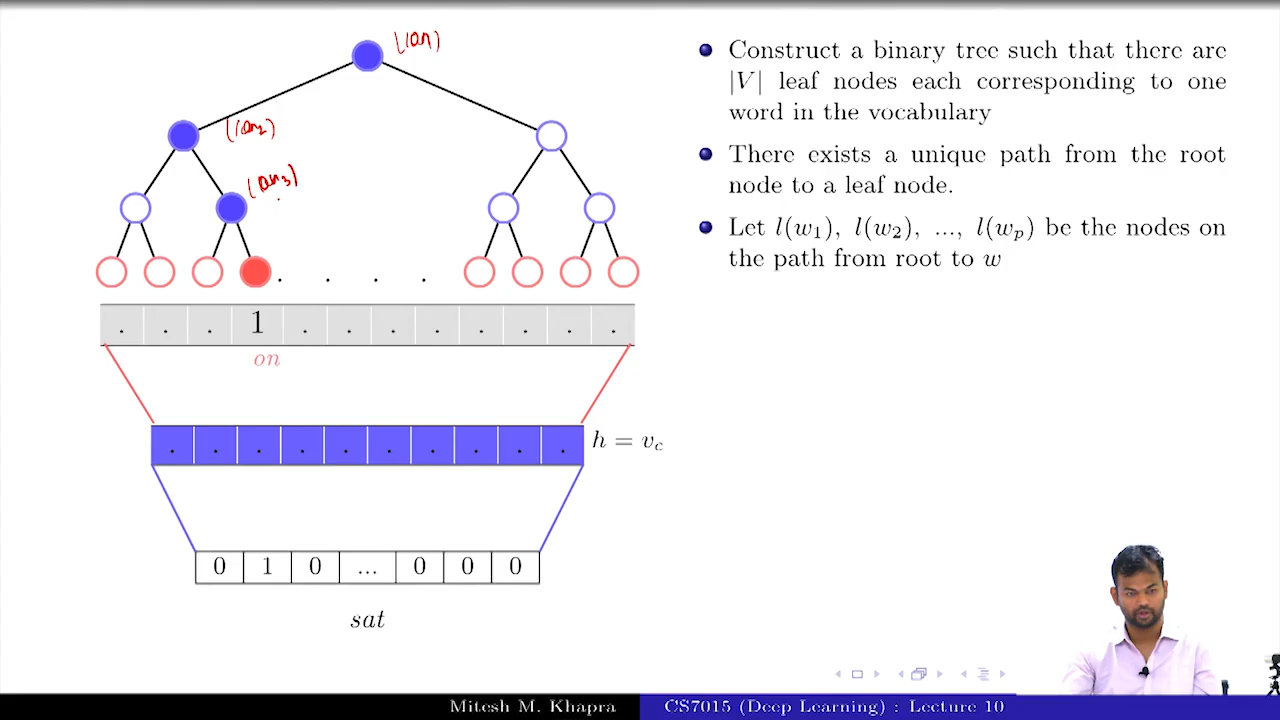 l(on)
l(on2)
l(on3)
. . . .
. . . 1 . . . . . . . .
on
. . . . . . . . . .
h = v_c
0 1 0 ... 0 0 0
sat
Construct a binary tree such that there are
|V| leaf nodes each corresponding to one
word in the vocabulary
There exists a unique path from the root
node to a leaf node.
Let l(w₁), l(w₂), ..., l(wₚ) be the nodes on
the path from root to w
Mitesh M. Khapra
CS7015 (Deep Learning) : Lecture 10